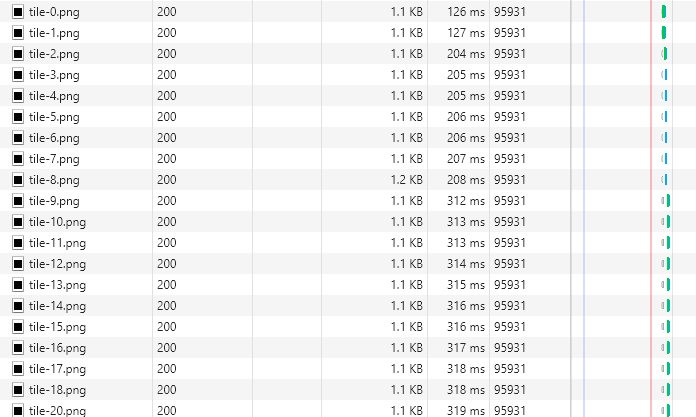 tile-0.png 200 1.1 KB 126 ms 95931
tile-1.png 200 1.1 KB 127 ms 95931
tile-2.png 200 1.1 KB 204 ms 95931
tile-3.png 200 1.1 KB 205 ms 95931
tile-4.png 200 1.1 KB 205 ms 95931
tile-5.png 200 1.1 KB 206 ms 95931
tile-6.png 200 1.1 KB 206 ms 95931
tile-7.png 200 1.1 KB 207 ms 95931
tile-8.png 200 1.2 KB 208 ms 95931
tile-9.png 200 1.1 KB 312 ms 95931
tile-10.png 200 1.1 KB 313 ms 95931
tile-11.png 200 1.1 KB 313 ms 95931
tile-12.png 200 1.1 KB 314 ms 95931
tile-13.png 200 1.1 KB 315 ms 95931
tile-14.png 200 1.1 KB 316 ms 95931
tile-15.png 200 1.1 KB 316 ms 95931
tile-16.png 200 1.1 KB 317 ms 95931
tile-17.png 200 1.1 KB 318 ms 95931
tile-18.png 200 1.1 KB 318 ms 95931
tile-20.png 200 1.1 KB 319 ms 95931